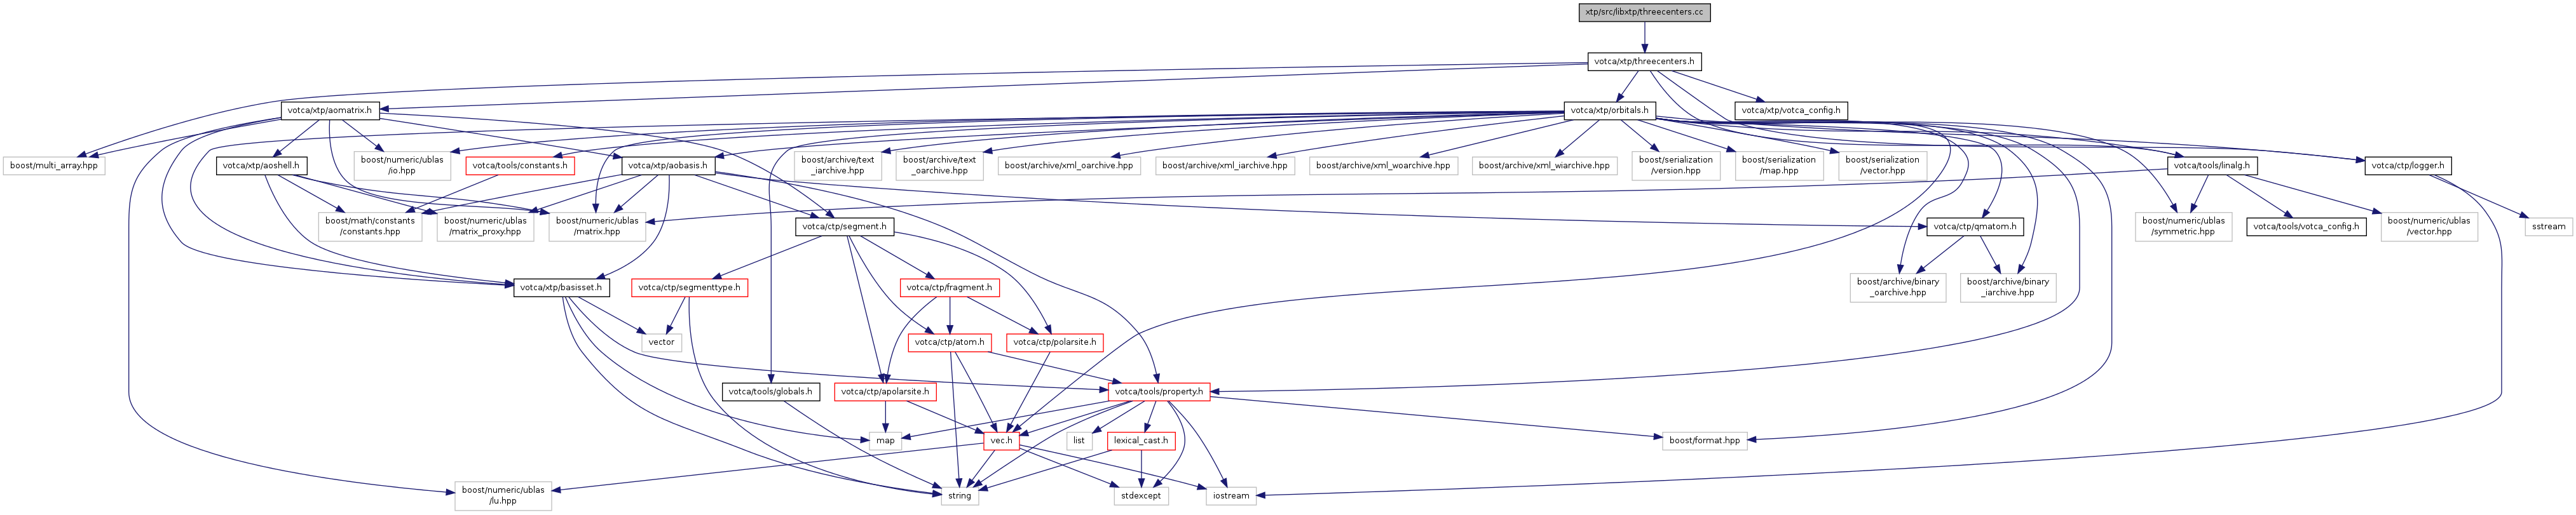 xtp/src/libxtp/threecenters.cc
votca/xtp/threecenters.h
votca/xtp/aomatrix.h
votca/xtp/orbitals.h
votca/xtp/votca_config.h
boost/multi_array.hpp
votca/xtp/aoshell.h
boost/numeric/ublas
/io.hpp
votca/tools/constants.h
votca/xtp/aobasis.h
boost/archive/text
_iarchive.hpp
boost/archive/text
_oarchive.hpp
boost/archive/xml_oarchive.hpp
boost/archive/xml_iarchive.hpp
boost/archive/xml_woarchive.hpp
boost/archive/xml_wiarchive.hpp
boost/serialization
/version.hpp
boost/serialization
/map.hpp
boost/serialization
/vector.hpp
votca/tools/linalg.h
votca/ctp/logger.h
boost/math/constants
/constants.hpp
boost/numeric/ublas
/matrix_proxy.hpp
boost/numeric/ublas
/matrix.hpp
votca/ctp/segment.h
votca/ctp/qmatom.h
boost/numeric/ublas
/symmetric.hpp
votca/tools/votca_config.h
boost/numeric/ublas
/vector.hpp
sstream
votca/xtp/basisset.h
votca/ctp/segmenttype.h
votca/ctp/fragment.h
boost/archive/binary
_oarchive.hpp
boost/archive/binary
_iarchive.hpp
vector
votca/ctp/atom.h
votca/ctp/polarsite.h
votca/tools/globals.h
votca/ctp/apolarsite.h
votca/tools/property.h
map
vec.h
list
lexical_cast.h
boost/format.hpp
boost/numeric/ublas
/lu.hpp
string
stdexcept
iostream